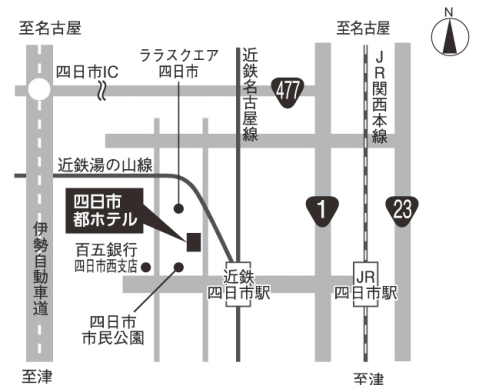 至名古屋
至名古屋
N
ララスクエア
四日市
四日市IC
近鉄名古屋線
JR関西本線
477
近鉄湯の山線
四日市
都ホテル
1
23
伊勢自動車道
百五銀行
四日市西支店
近鉄
四日市駅
JR
四日市駅
四日市
市民公園
至津
至津